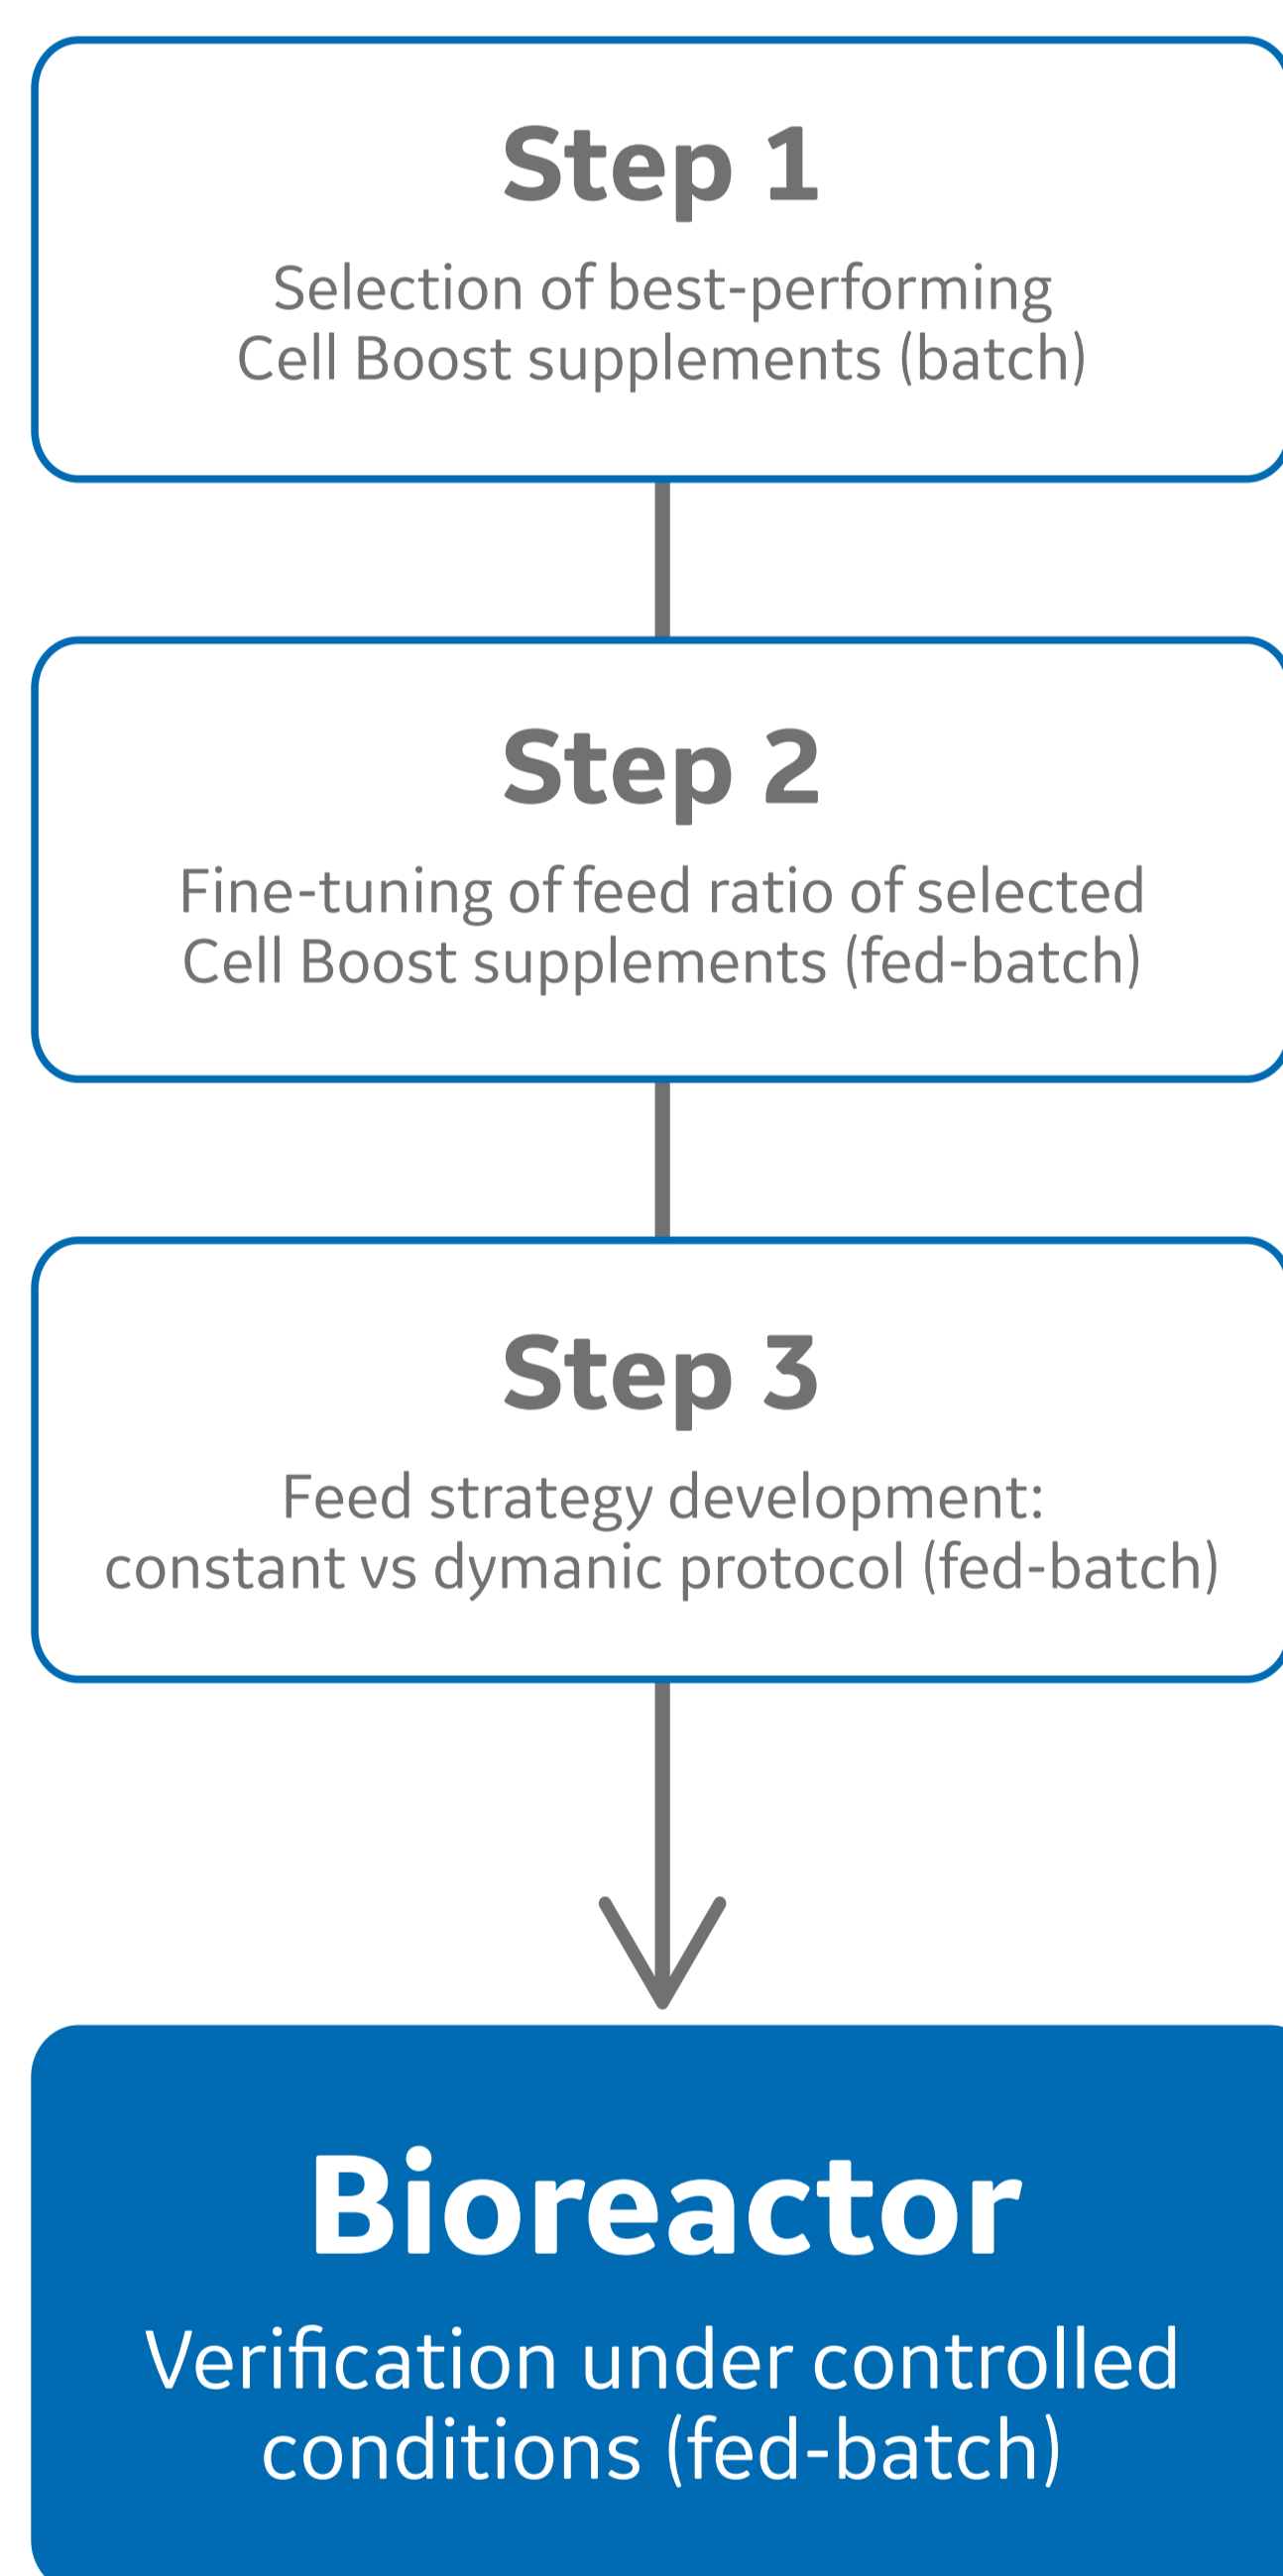 Step 1
Selection of best-performing
Cell Boost supplements (batch)
Step 2
Fine-tuning of feed ratio of selected
Cell Boost supplements (fed-batch)
Step 3
Feed strategy development:
constant vs dymanic protocol (fed-batch)
Bioreactor
Verification under controlled
conditions (fed-batch)